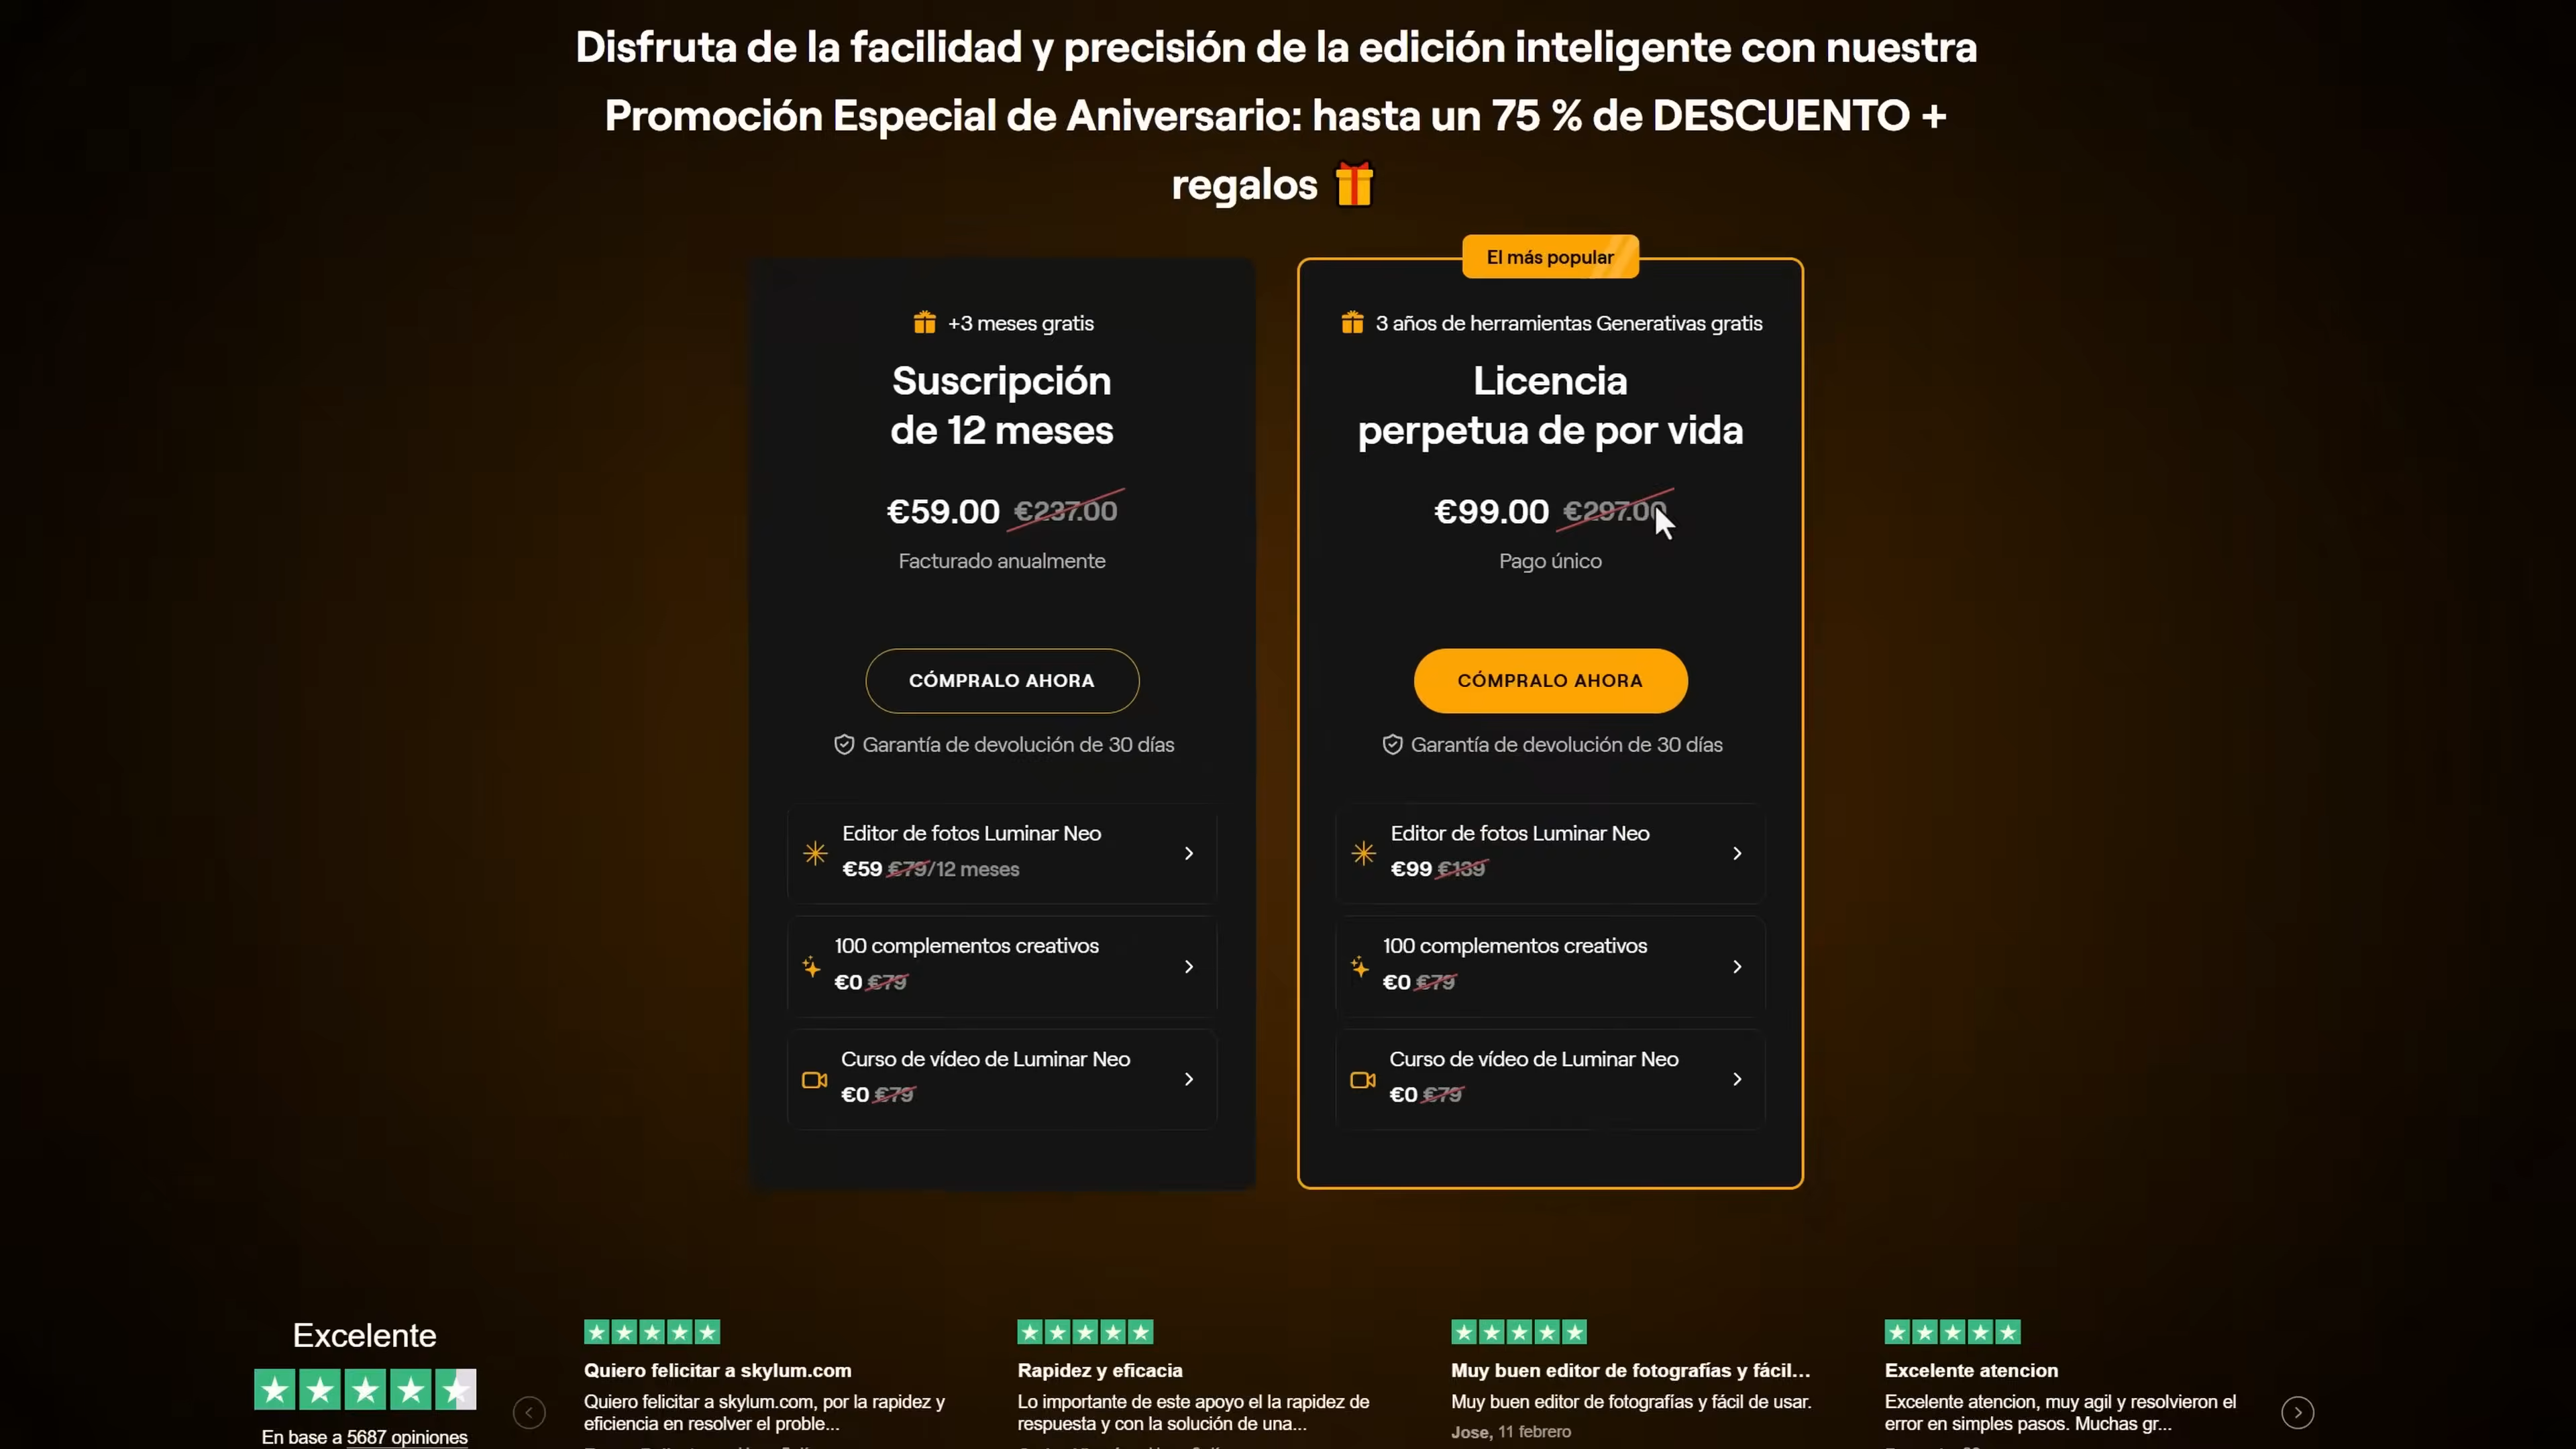 Disfruta de la facilidad y precisión de la edición inteligente con nuestra
Promoción Especial de Aniversario: hasta un 75 % de DESCUENTO +
regalos
+3 meses gratis
Suscripción
de 12 meses
€59.00 €237.00
Facturado anualmente
CÓMPRALO AHORA
Garantía de devolución de 30 días
Editor de fotos Luminar Neo
€59 €79/12 meses
100 complementos creativos
€0 €79
Curso de vídeo de Luminar Neo
€0 €79
El más popular
3 años de herramientas Generativas gratis
Licencia
perpetua de por vida
€99.00 €297.00
Pago único
CÓMPRALO AHORA
Garantía de devolución de 30 días
Editor de fotos Luminar Neo
€99 €139
100 complementos creativos
€0 €79
Curso de vídeo de Luminar Neo
€0 €79
Excelente
En base a 5687 opiniones
Quiero felicitar a skylum.com
Quiero felicitar a skylum.com, por la rapidez y
eficiencia en resolver el proble...
Rapidez y eficacia
Lo importante de este apoyo el la rapidez de
respuesta y con la solución de una...
Muy buen editor de fotografías y fácil...
Muy buen editor de fotografías y fácil de usar.
Jose, 11 febrero
Excelente atencion
Excelente atencion, muy agil y resolvieron el
error en simples pasos. Muchas gr...